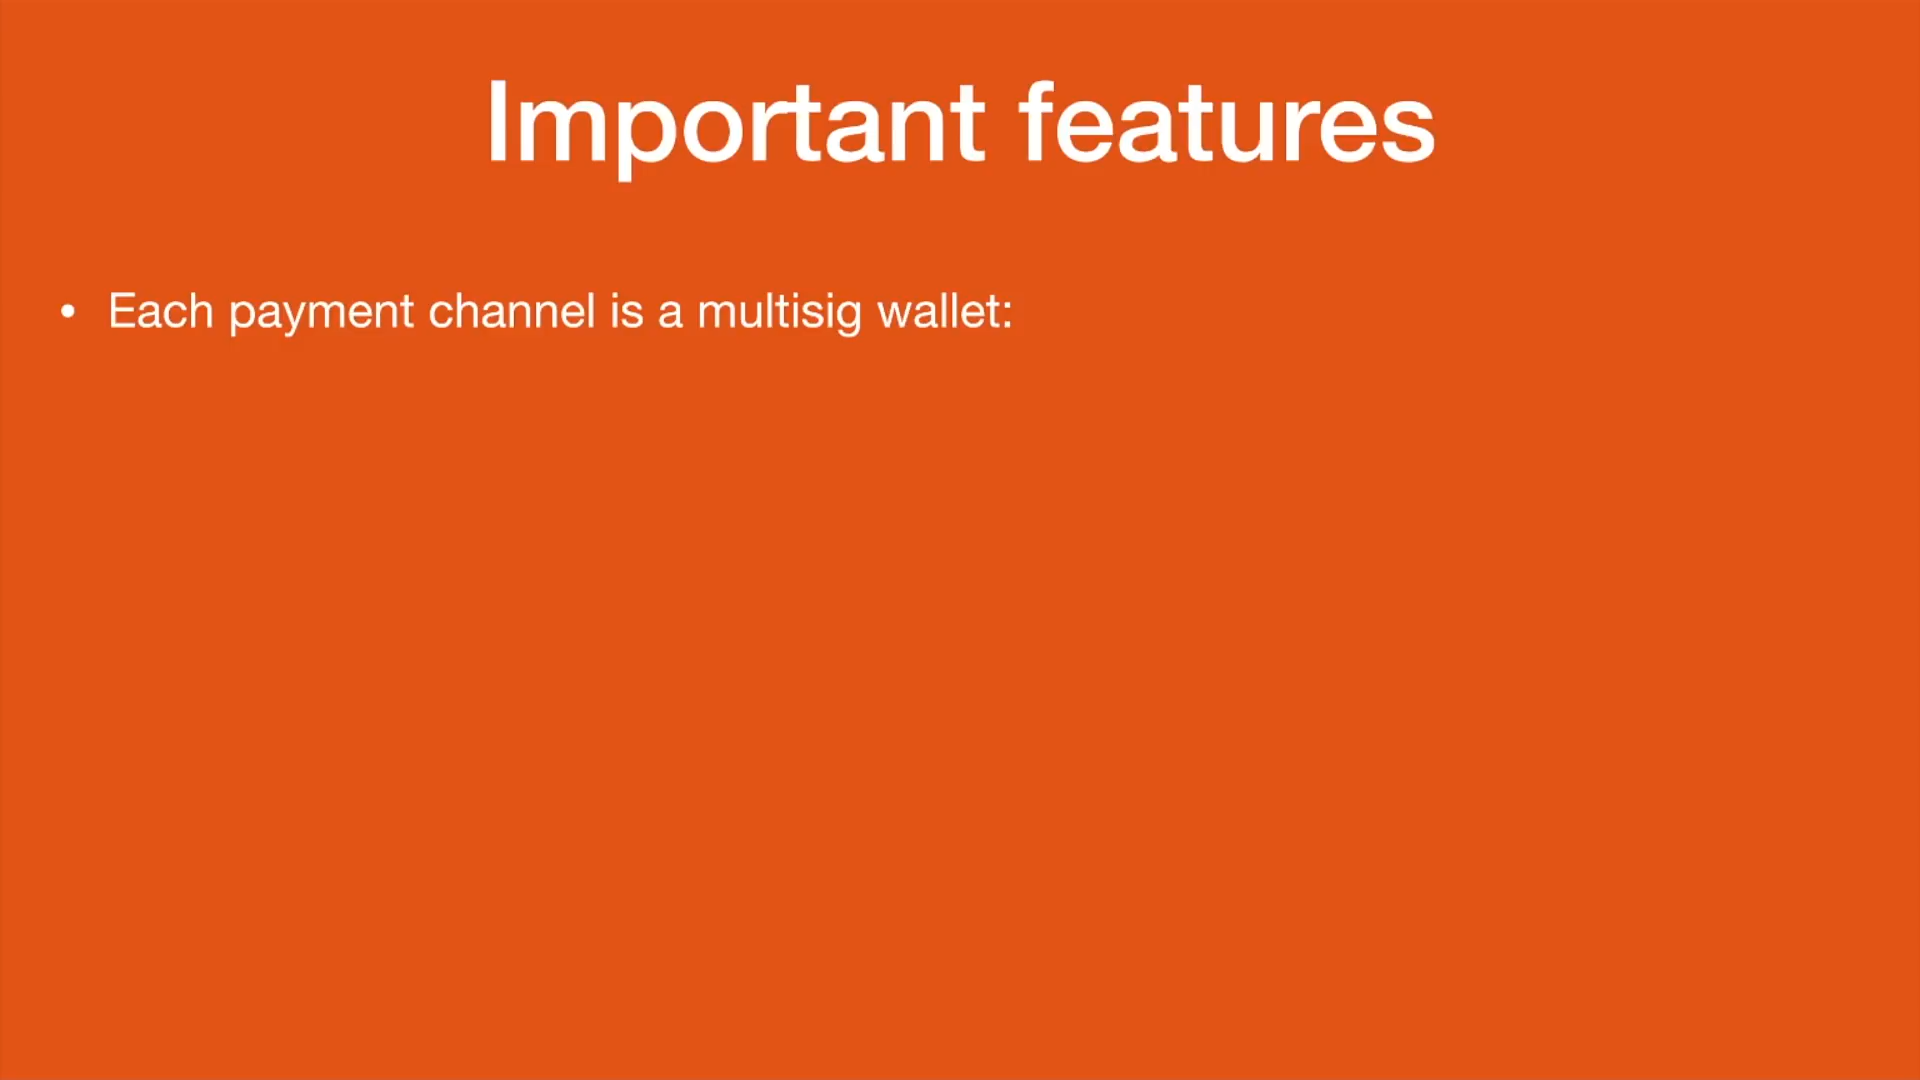 Important features
• Each payment channel is a multisig wallet: